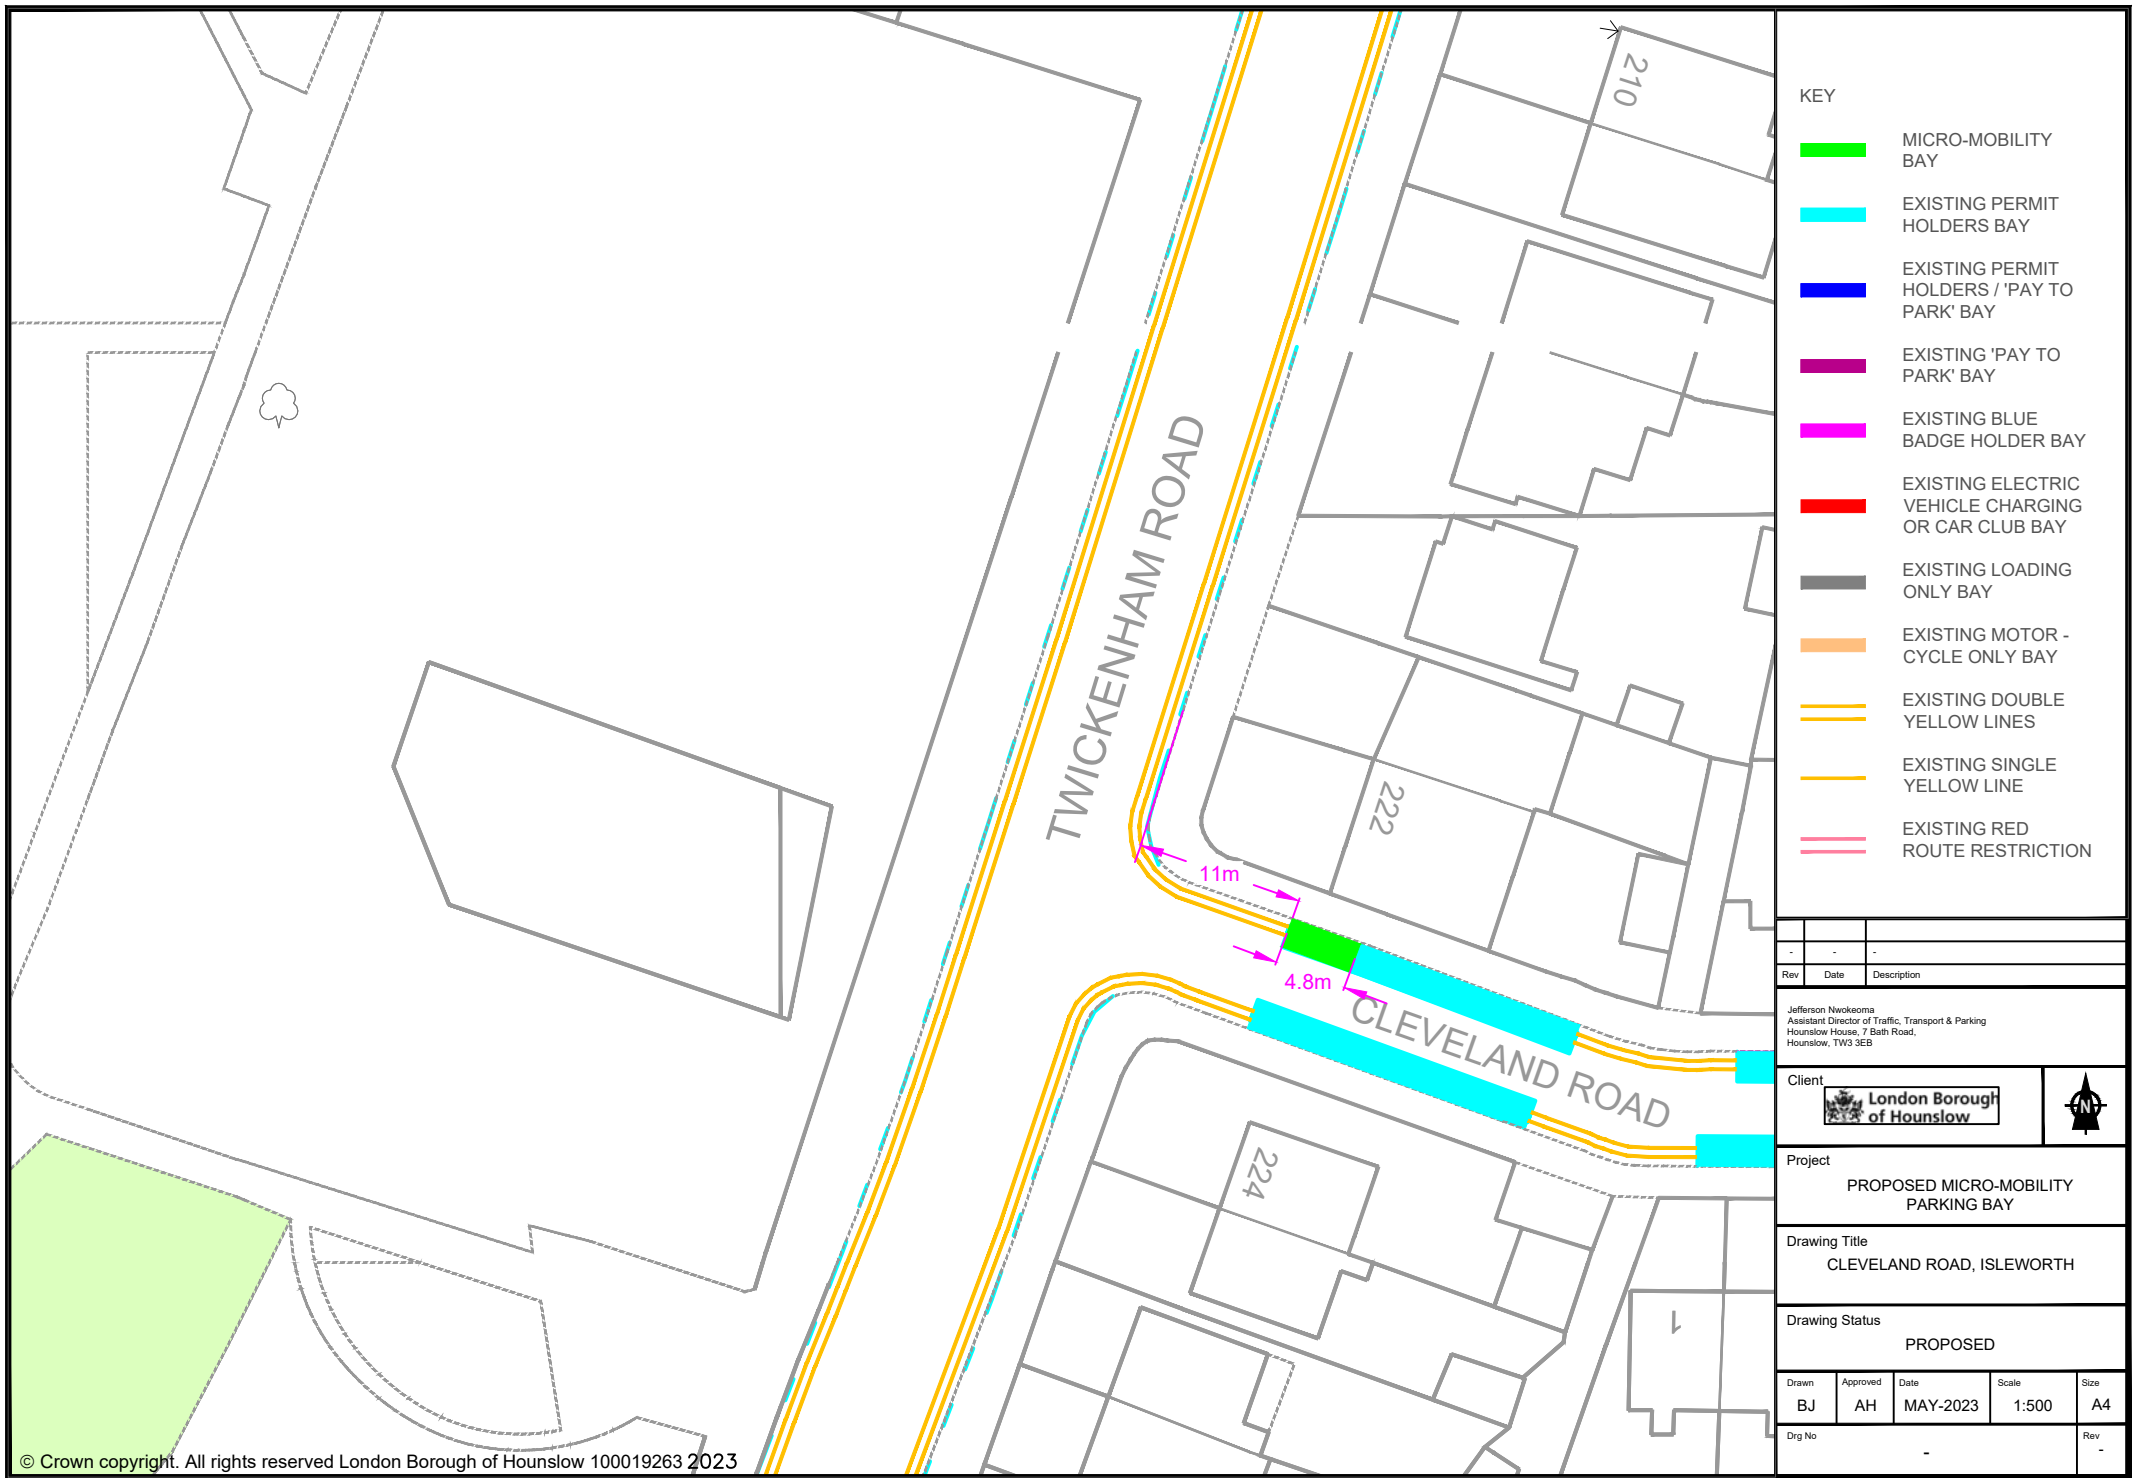 210
TWICKENHAM ROAD
222
11m
4.8m
CLEVELAND ROAD
224
1
© Crown copyright. All rights reserved London Borough of Hounslow 100019263 2023
KEY
MICRO-MOBILITY
BAY
EXISTING PERMIT
HOLDERS BAY
EXISTING PERMIT
HOLDERS / 'PAY TO
PARK' BAY
EXISTING 'PAY TO
PARK' BAY
EXISTING BLUE
BADGE HOLDER BAY
EXISTING ELECTRIC
VEHICLE CHARGING
OR CAR CLUB BAY
EXISTING LOADING
ONLY BAY
EXISTING MOTOR -
CYCLE ONLY BAY
EXISTING DOUBLE
YELLOW LINES
EXISTING SINGLE
YELLOW LINE
EXISTING RED
ROUTE RESTRICTION
- - -
Rev Date Description
Jefferson Nwokeoma
Assistant Director of Traffic, Transport & Parking
Hounslow House, 7 Bath Road,
Hounslow, TW3 3EB
Client
London Borough
of Hounslow
N
Project
PROPOSED MICRO-MOBILITY
PARKING BAY
Drawing Title
CLEVELAND ROAD, ISLEWORTH
Drawing Status
PROPOSED
Drawn Approved Date Scale Size
BJ AH MAY-2023 1:500 A4
Drg No Rev
- -